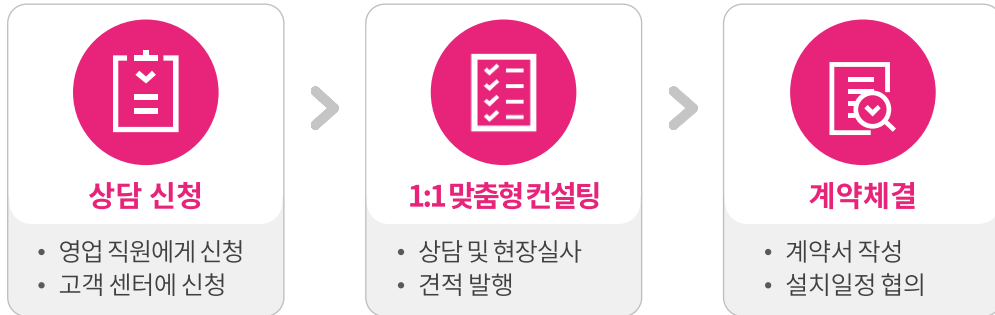 상담 신청
• 영업 직원에게 신청
• 고객 센터에 신청
1:1 맞춤형 컨설팅
• 상담 및 현장실사
• 견적 발행
계약체결
• 계약서 작성
• 설치일정 협의